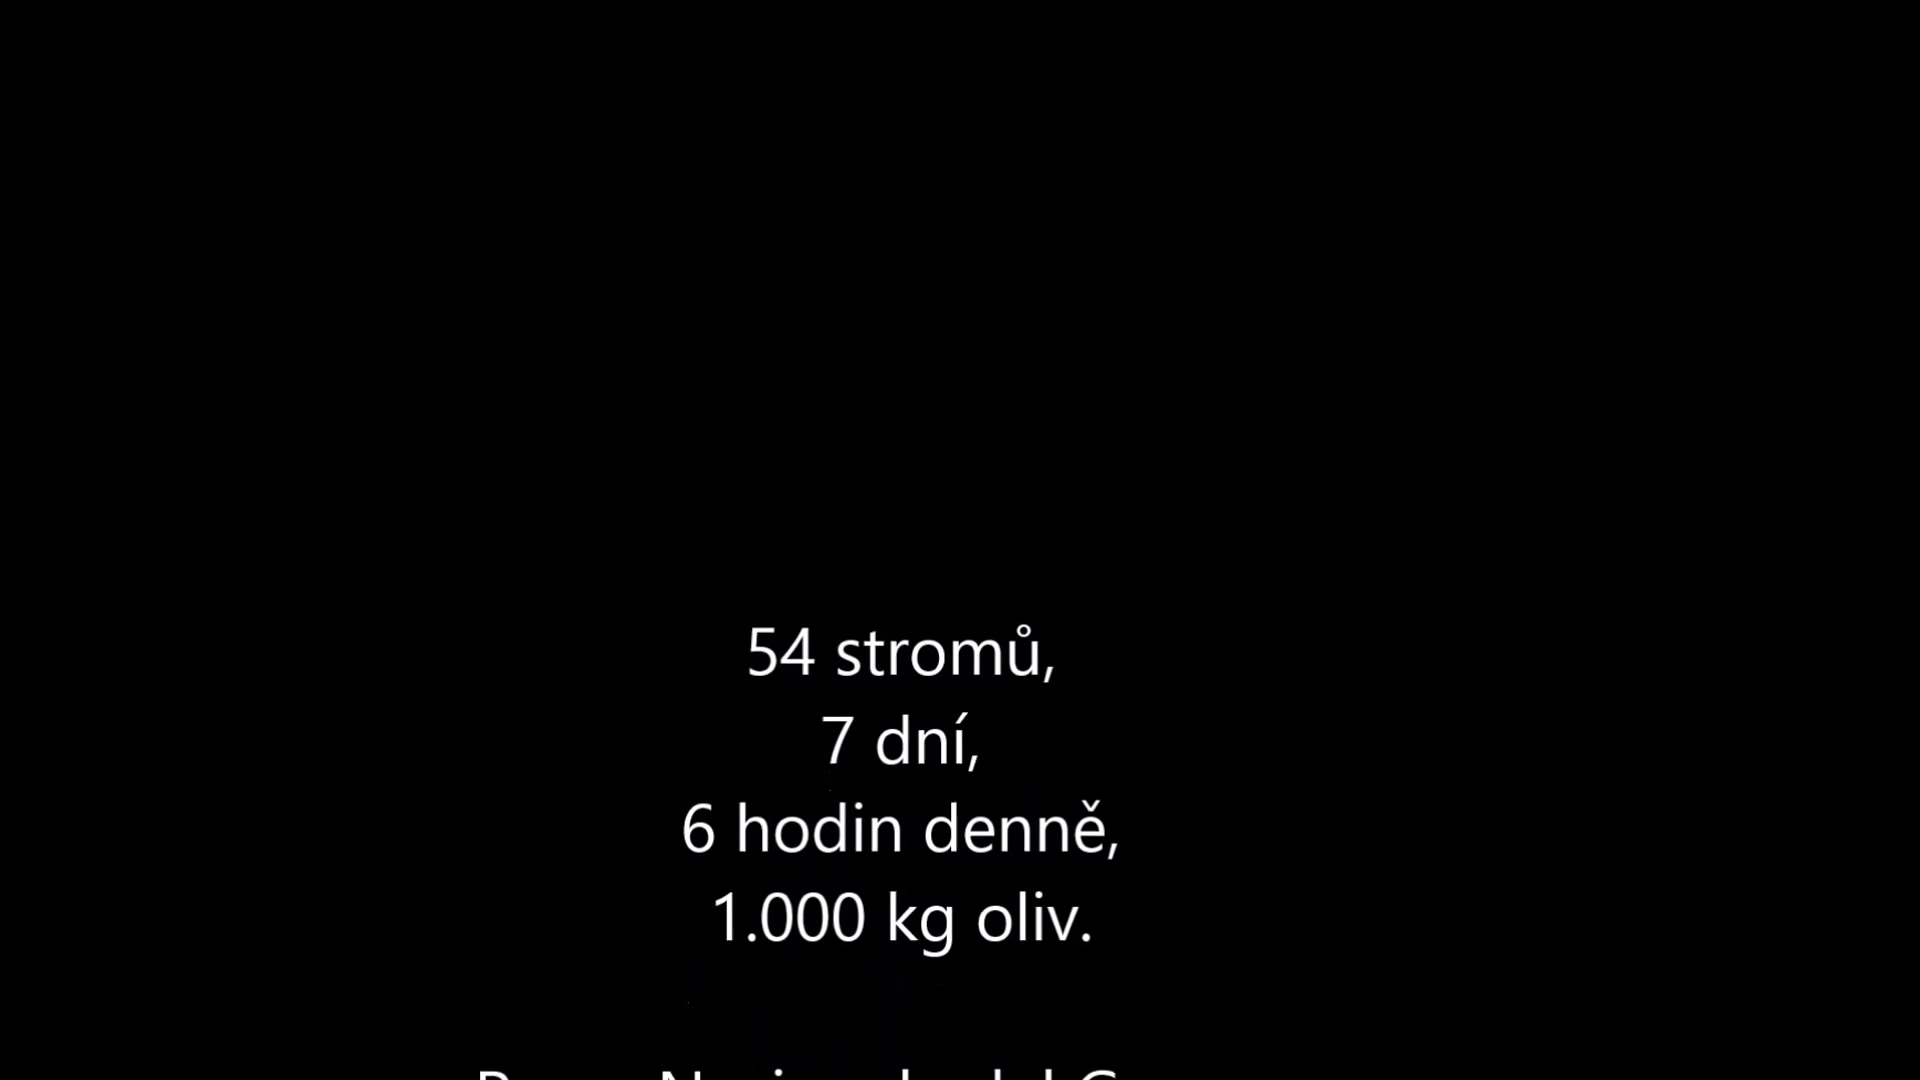 54 stromů,
7 dní,
6 hodin denně,
1.000 kg oliv.